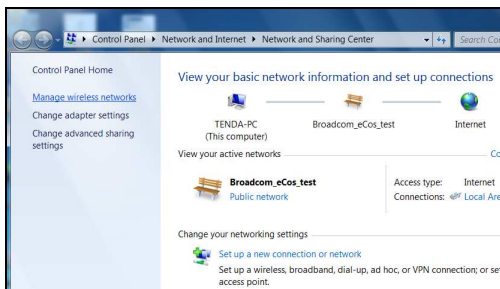 Control Panel Network and Internet Network and Sharing Center
Search Co
Control Panel Home
Manage wireless networks
Change adapter settings
Change advanced sharing
settings
View your basic network information and set up connections
TENDA-PC
(This computer)
Broadcom_eCos_test
Internet
View your active networks
Co
Broadcom_eCos_test
Public network
Access type: Internet
Connections: Local Are
Change your networking settings
Set up a new connection or network
Set up a wireless, broadband, dial-up, ad hoc, or VPN connection; or se
access point.